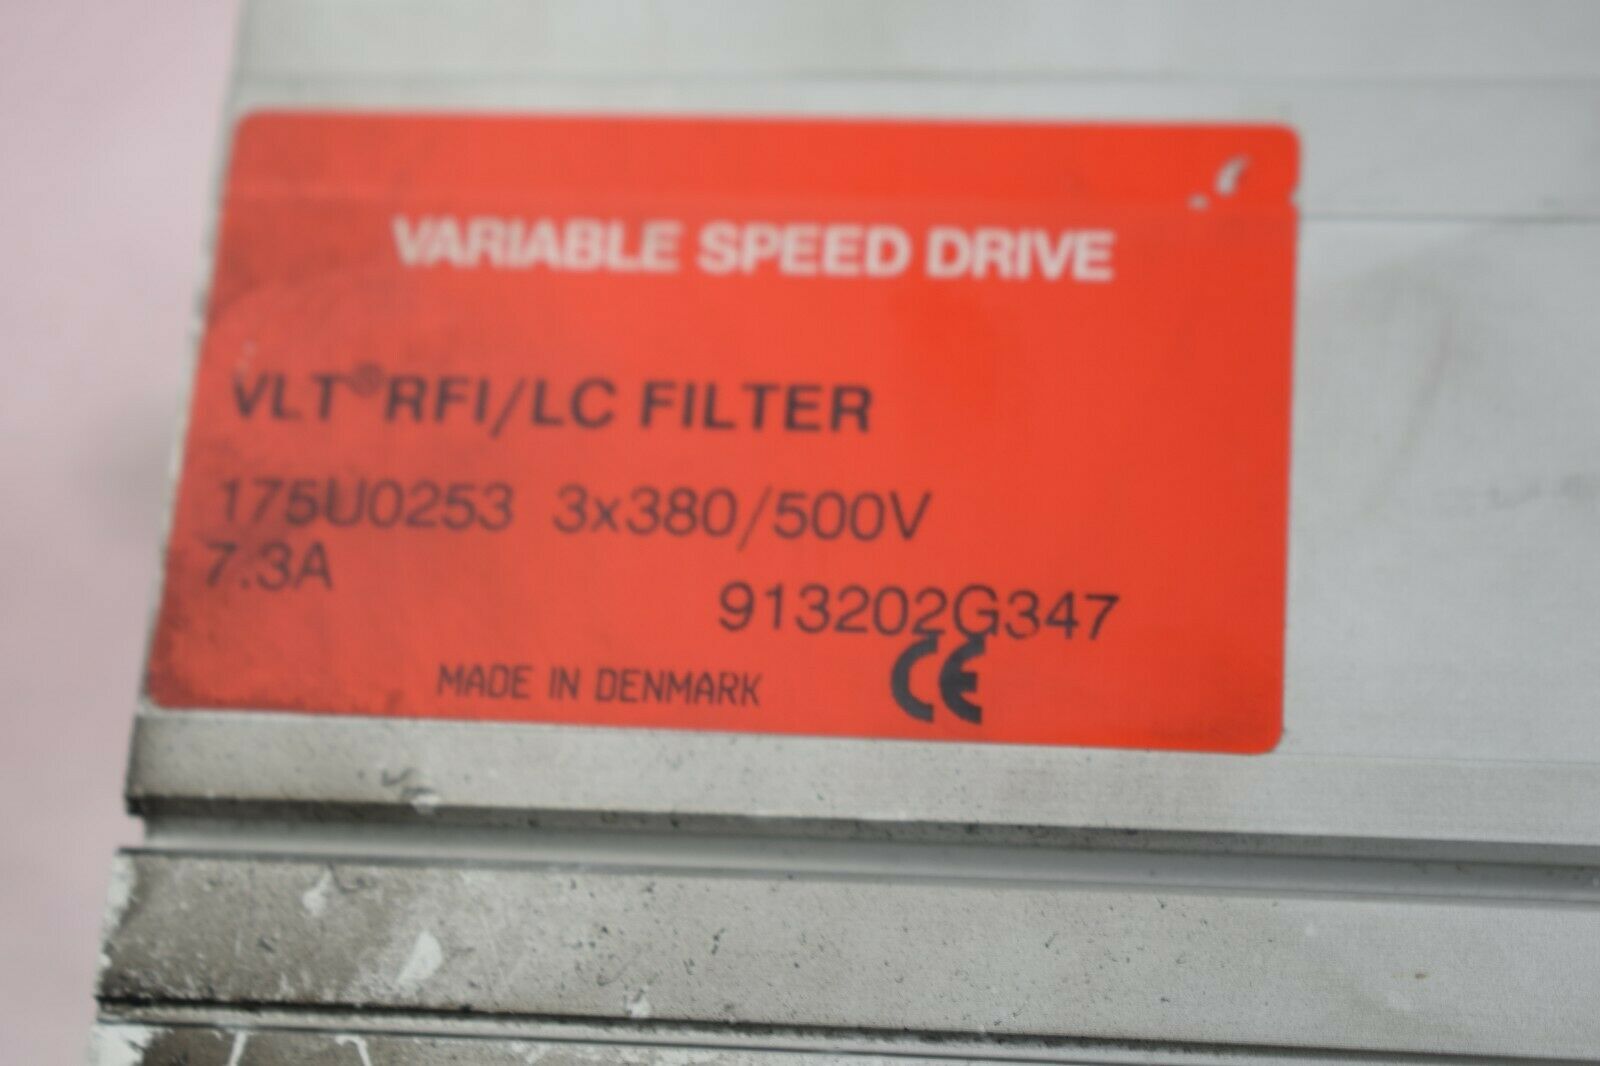 VARIABLE SPEED DRIVE
VLT® RFI/LC FILTER
175U0253 3x380/500V
7.3A
913202G347
MADE IN DENMARK CE